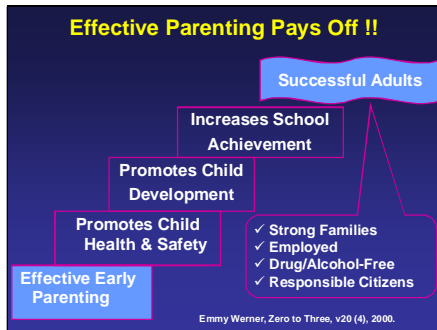 Effective Parenting Pays Off !!
Successful Adults
Increases School
Achievement
Promotes Child
Development
Promotes Child
Health & Safety
Effective Early
Parenting
✓ Strong Families
✓ Employed
✓ Drug/Alcohol-Free
✓ Responsible Citizens
Emmy Werner, Zero to Three, v20 (4), 2000.